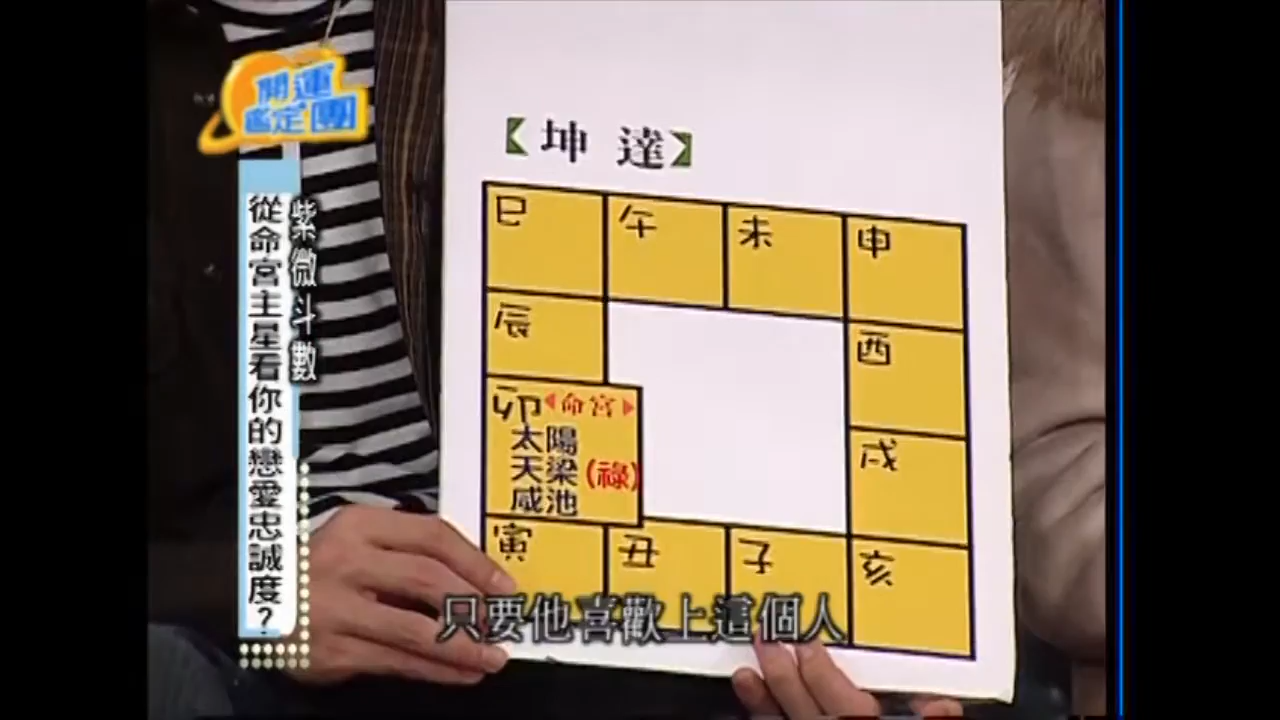 開運
鑑定團
紫微斗數
從命宮主星看你的戀愛忠誠度？
【坤達】
巳
午
未
申
辰
酉
卯 命宮
太陽
天梁(祿)
咸池
戌
寅
丑
子
亥
只要他喜歡上這個人